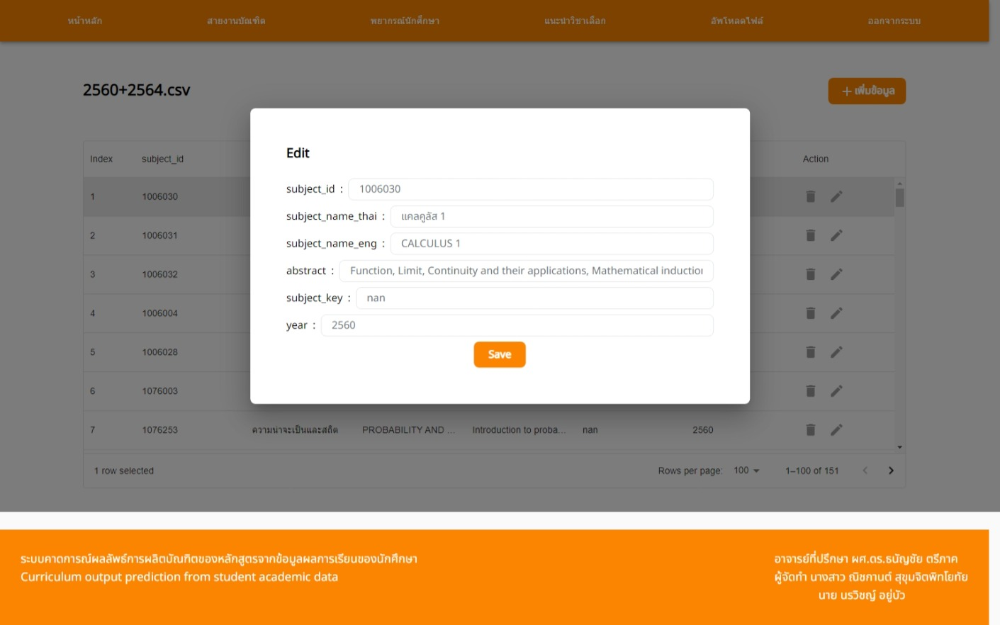 หน้าหลัก สายงานบัณฑิต พยากรณ์นักศึกษา แนะนำวิชาเลือก อัพโหลดไฟล์ ออกจากระบบ
2560+2564.csv
+ เพิ่มข้อมูล
Edit
subject_id : 1006030
subject_name_thai : แคลคูลัส 1
subject_name_eng : CALCULUS 1
abstract : Function, Limit, Continuity and their applications, Mathematical induction
subject_key : nan
year : 2560
Save
Index subject_id Action
1 1006030
2 1006031
3 1006032
4 1006004
5 1006028
6 1076003
7 1076253 ความน่าจะเป็นและสถิต PROBABILITY AND ... Introduction to proba... nan 2560
1 row selected Rows per page: 100 1–100 of 151
ระบบคาดการณ์ผลลัพธ์การผลิตบัณฑิตของหลักสูตรจากข้อมูลผลการเรียนของนักศึกษา
Curriculum output prediction from student academic data
อาจารย์ที่ปรึกษา ผศ.ดร.ธนัญชัย ตรีภาค
ผู้จัดทำ นางสาว ณิชกานต์ สุขุมจิตพิทโยทัย
นาย นรวิชญ์ อยู่บัว